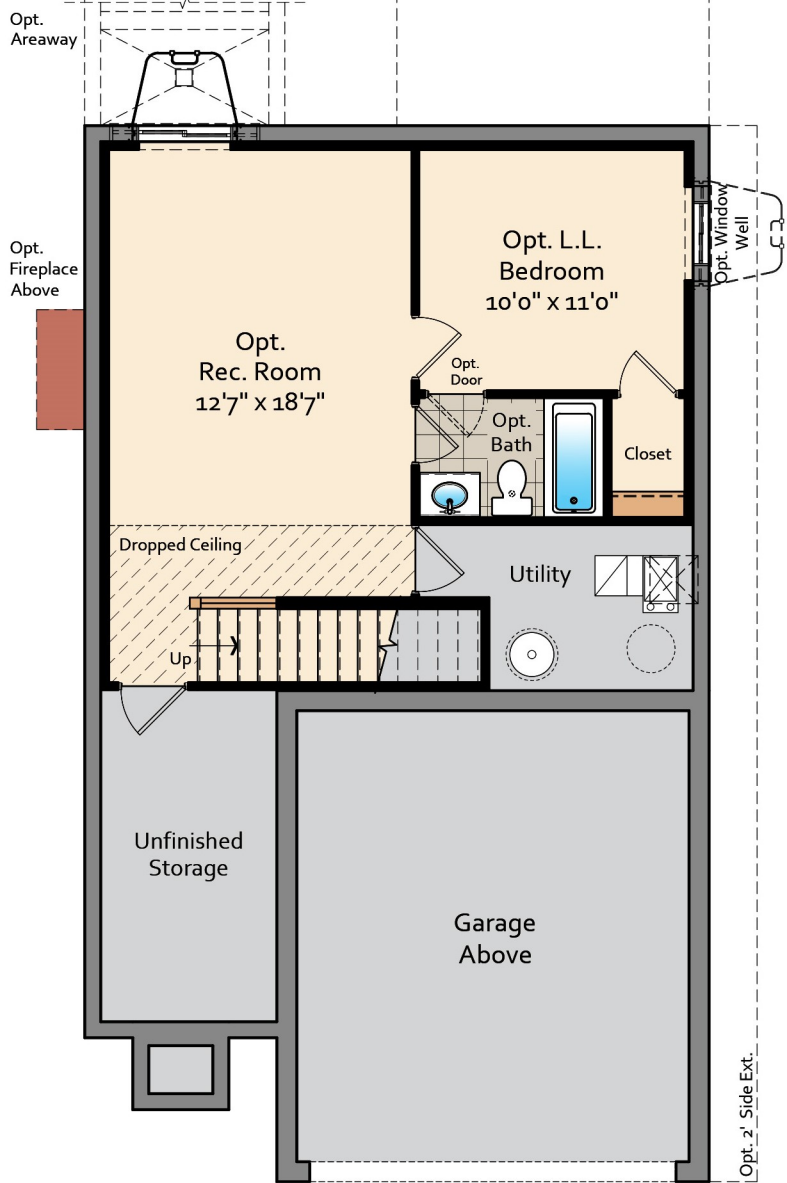 Opt.
Areaway
Opt.
Fireplace
Above
Opt. L.L.
Bedroom
10'0" x 11'0"
Opt. Window
Well
Opt.
Rec. Room
12'7" x 18'7"
Opt.
Door
Opt.
Bath
Closet
Dropped Ceiling
Utility
Up
Unfinished
Storage
Garage
Above
Opt. 2' Side Ext.